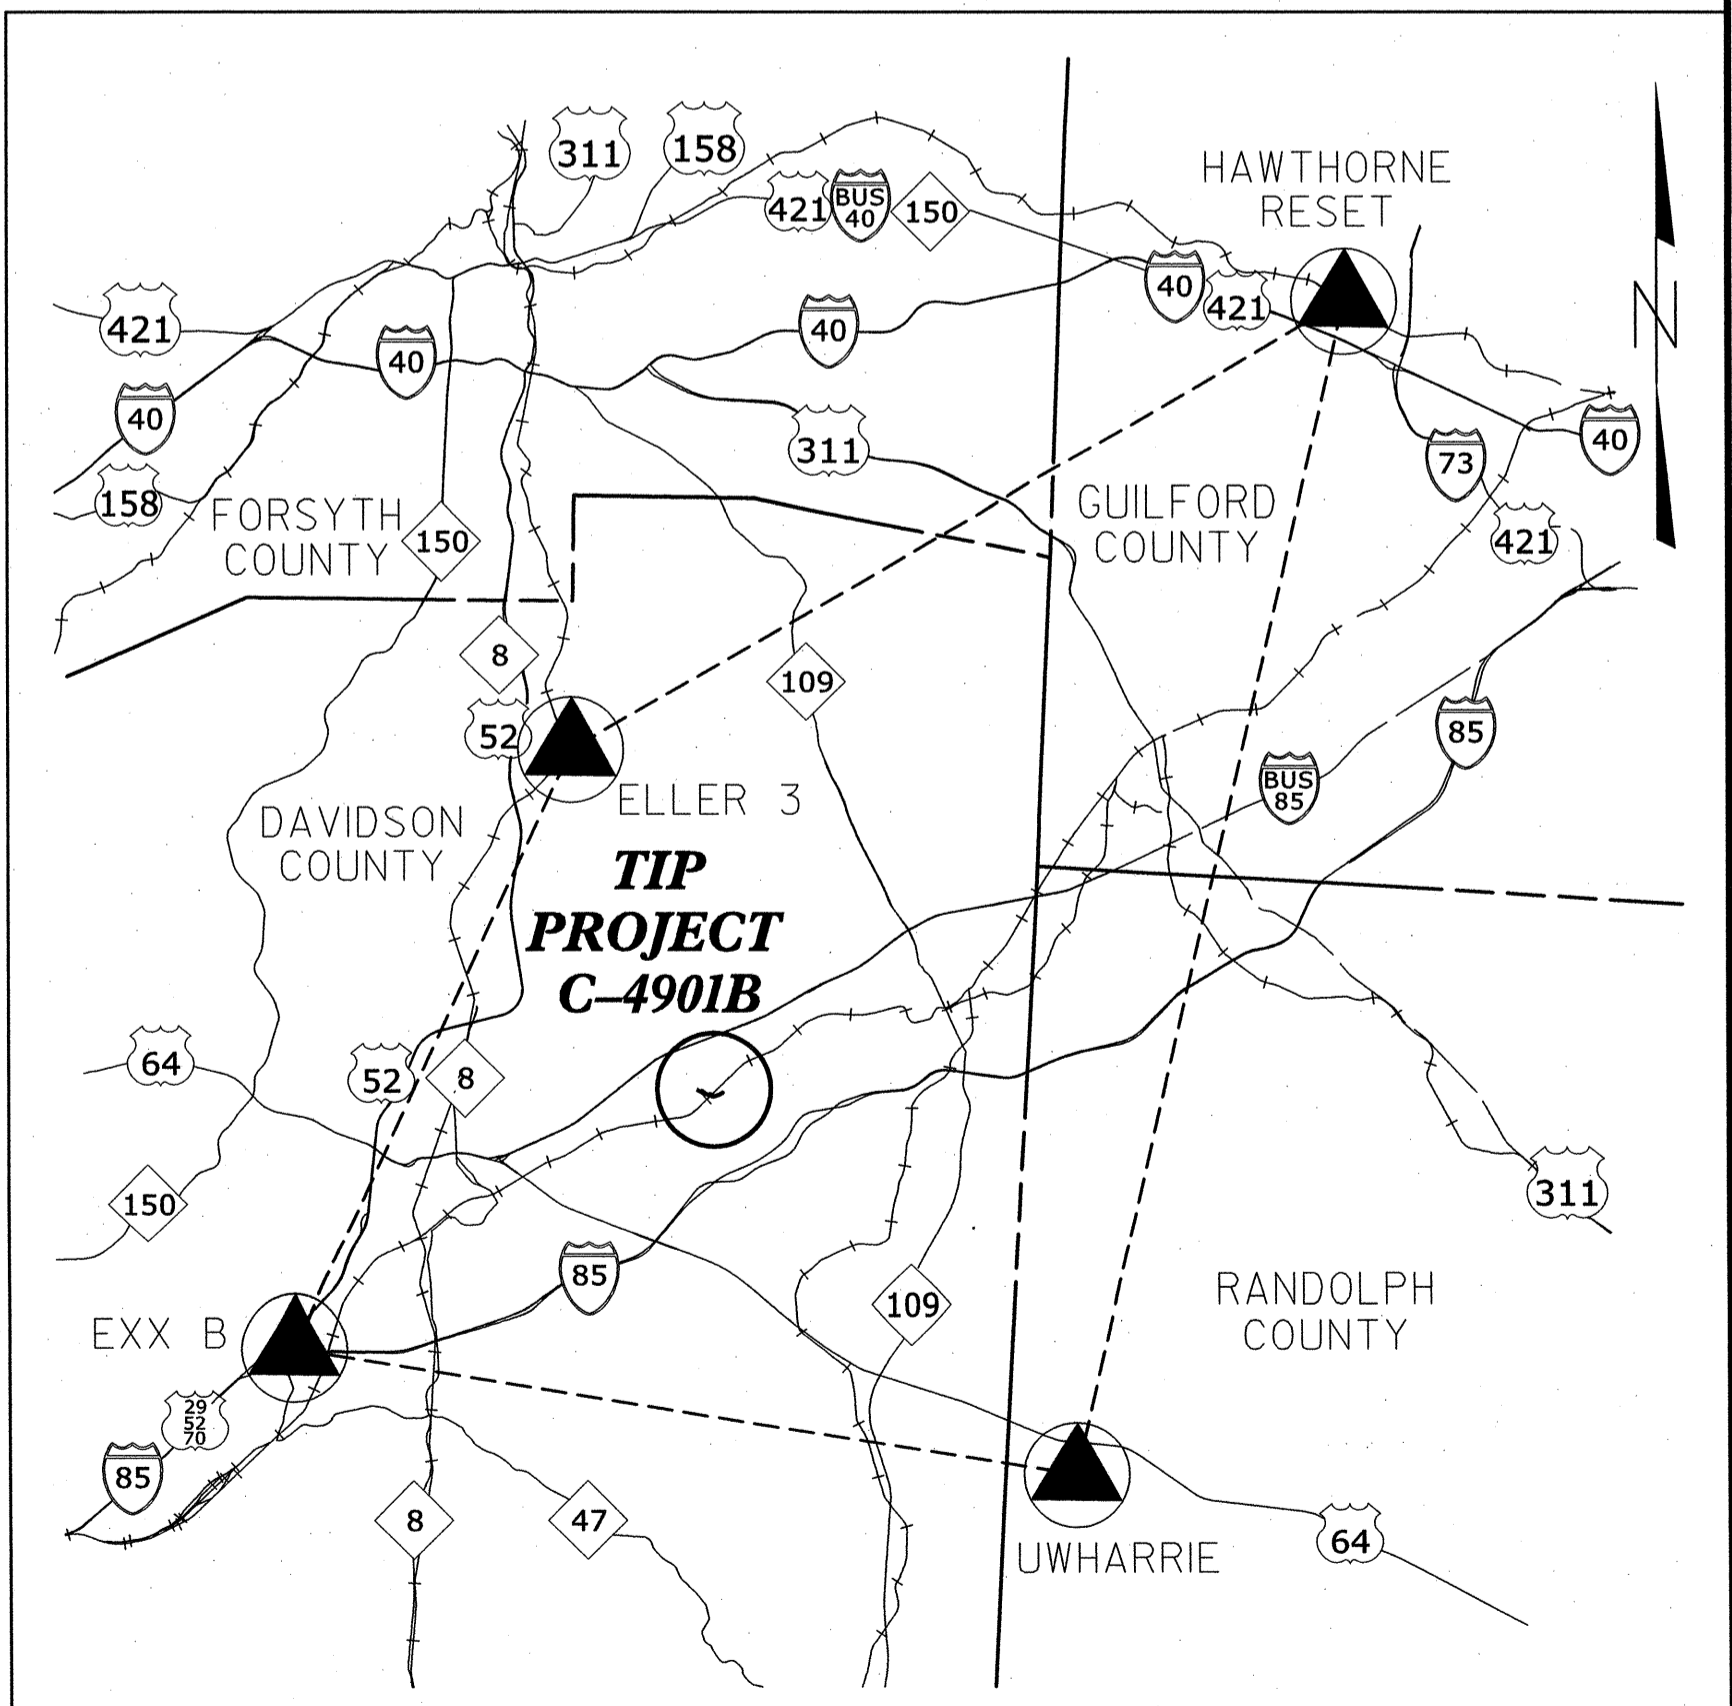 311
158
421
BUS
40
150
HAWTHORNE
RESET
40
421
421
40
40
N
40
311
73
40
158
FORSYTH
COUNTY
150
GUILFORD
COUNTY
421
8
109
52
85
BUS
85
ELLER 3
DAVIDSON
COUNTY
TIP
PROJECT
C–4901B
64
52
8
150
311
85
109
RANDOLPH
COUNTY
EXX B
29
52
70
85
8
47
UWHARRIE
64